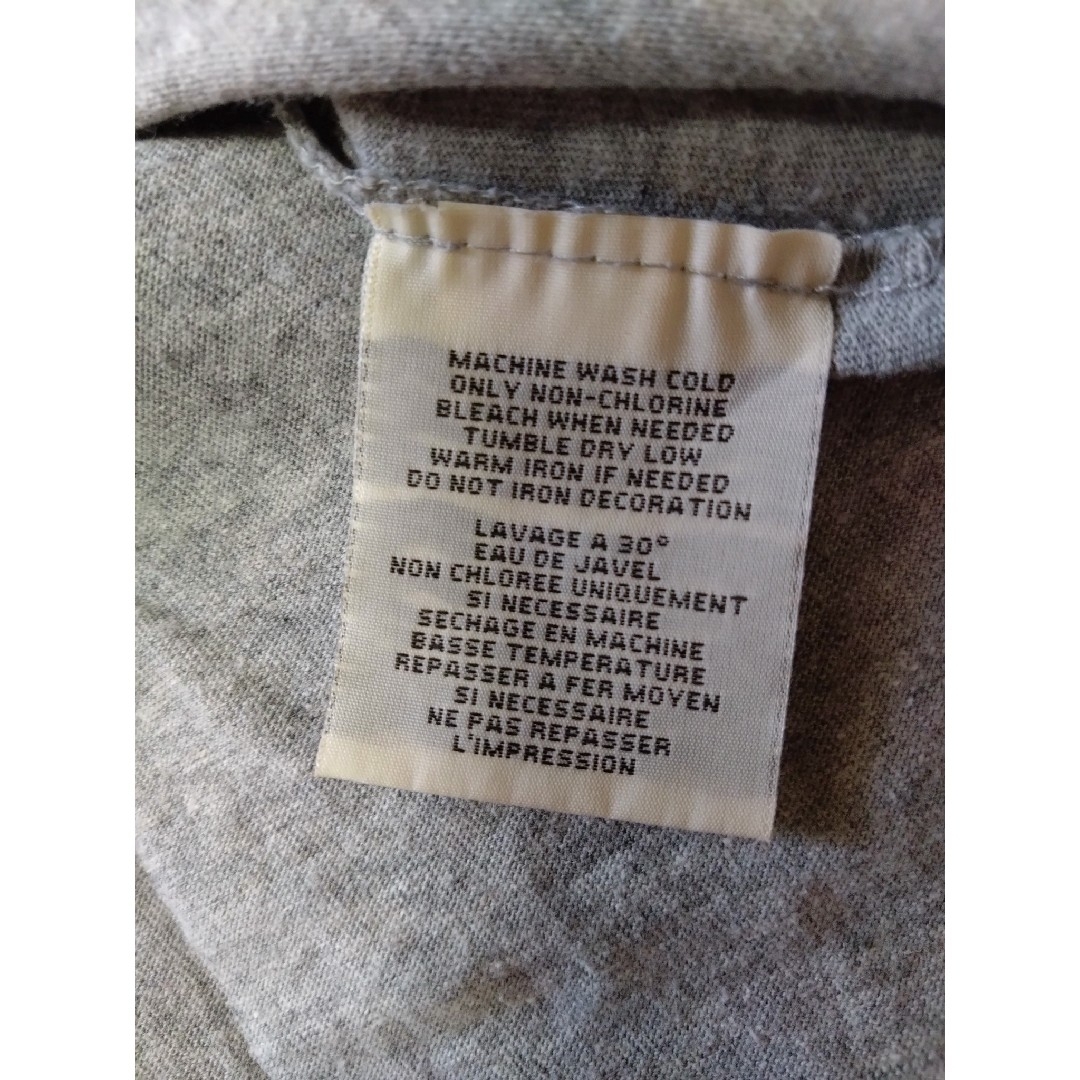 MACHINE WASH COLD
ONLY NON-CHLORINE
BLEACH WHEN NEEDED
TUMBLE DRY LOW
WARM IRON IF NEEDED
DO NOT IRON DECORATION
LAVAGE A 30°
EAU DE JAVEL
NON CHLOREE UNIQUEMENT
SI NECESSAIRE
SECHAGE EN MACHINE
BASSE TEMPERATURE
REPASSER A FER MOYEN
SI NECESSAIRE
NE PAS REPASSER
L'IMPRESSION